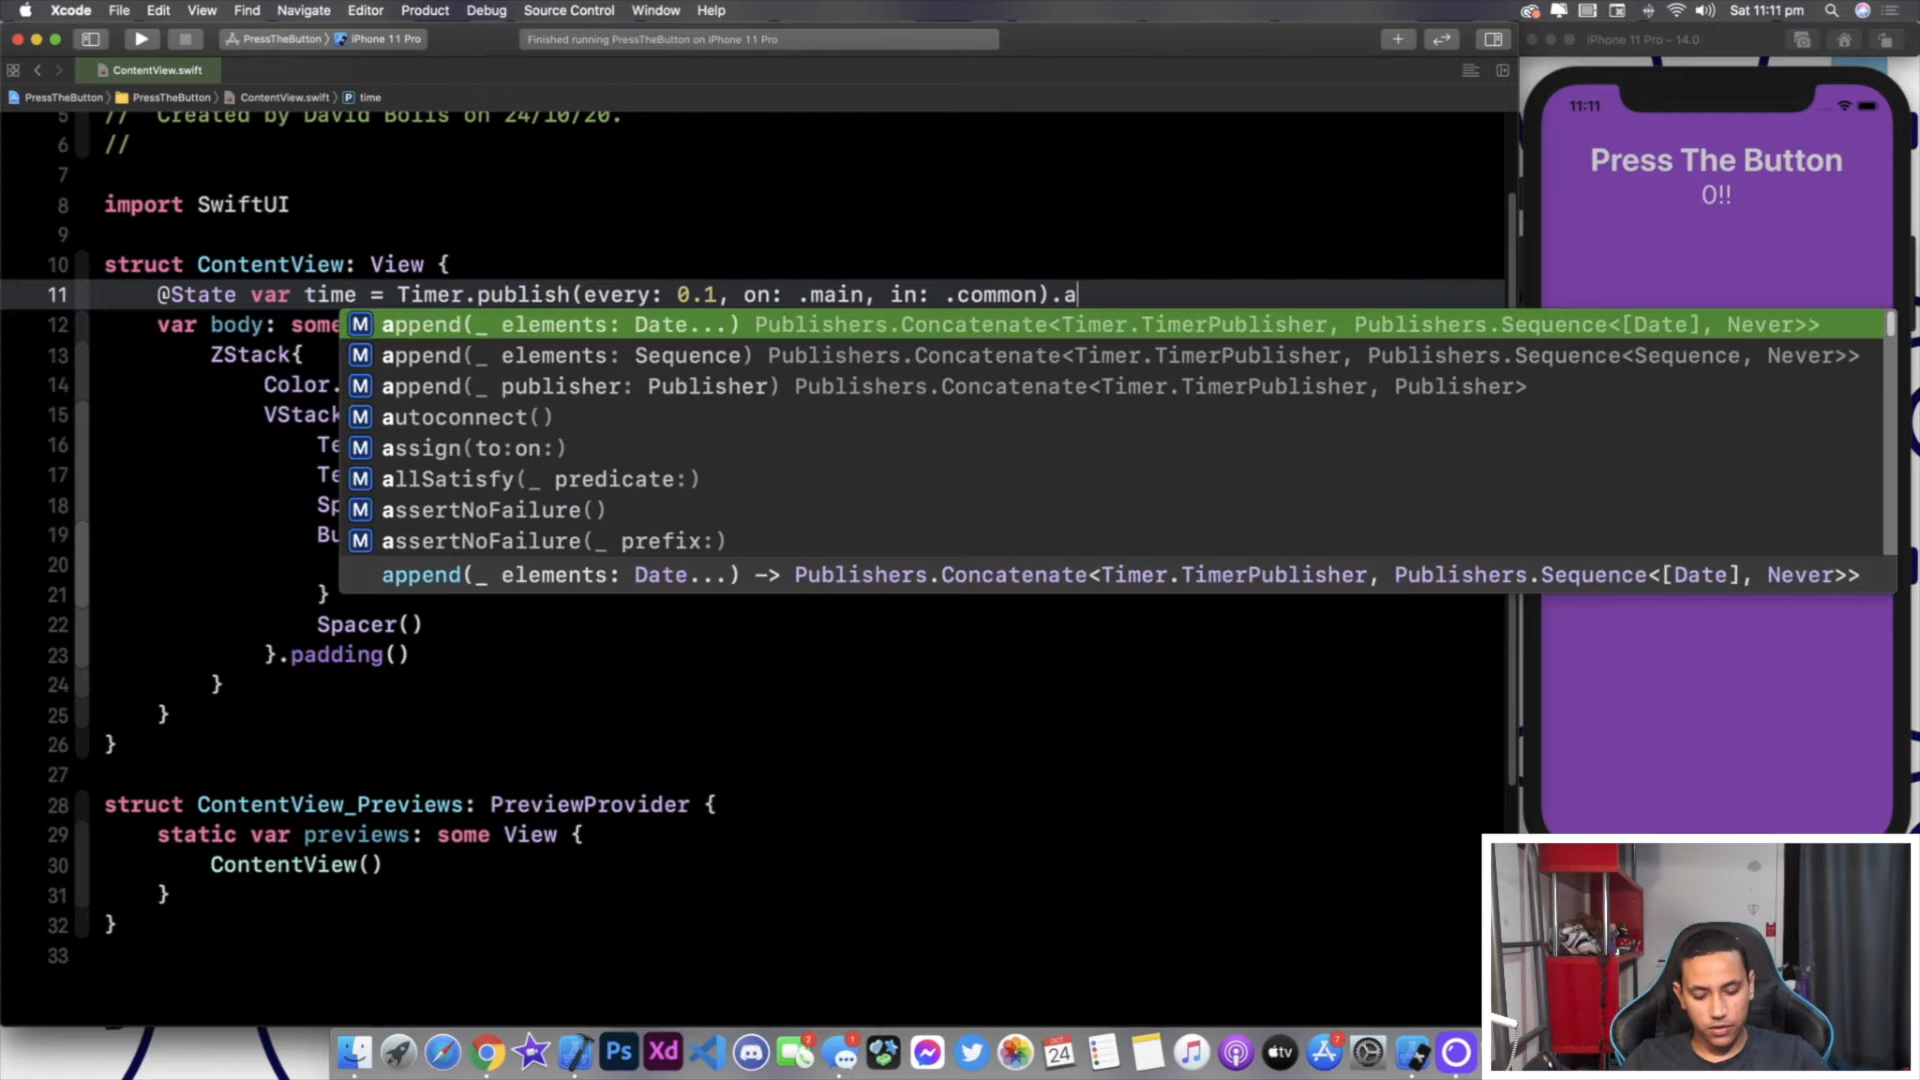 Xcode File Edit View Find Navigate Editor Product Debug Source Control Window Help
Sat 11:11 pm
PressTheButton 〉 iPhone 11 Pro
Finished running PressTheButton on iPhone 11 Pro
iPhone 11 Pro – 14.0
ContentView.swift
PressTheButton 〉 PressTheButton 〉 ContentView.swift 〉 P time
5 // Created by David Bolis on 24/10/20.
6 //
7
8 import SwiftUI
9
10 struct ContentView: View {
11 @State var time = Timer.publish(every: 0.1, on: .main, in: .common).a
12 var body: some
13 ZStack{
14 Color.
15 VStack
16 Te
17 Te
18 Sp
19 Bu
20
21 }
22 Spacer()
23 }.padding()
24 }
25 }
26 }
27
28 struct ContentView_Previews: PreviewProvider {
29 static var previews: some View {
30 ContentView()
31 }
32 }
33
M append(_ elements: Date...) Publishers.Concatenate<Timer.TimerPublisher, Publishers.Sequence<[Date], Never>>
M append(_ elements: Sequence) Publishers.Concatenate<Timer.TimerPublisher, Publishers.Sequence<Sequence, Never>>
M append(_ publisher: Publisher) Publishers.Concatenate<Timer.TimerPublisher, Publisher>
M autoconnect()
M assign(to:on:)
M allSatisfy(_ predicate:)
M assertNoFailure()
M assertNoFailure(_ prefix:)
append(_ elements: Date...) -> Publishers.Concatenate<Timer.TimerPublisher, Publishers.Sequence<[Date], Never>>
11:11
Press The Button
0!!
Ps
Xd
2
1
OCT
24
tv
7